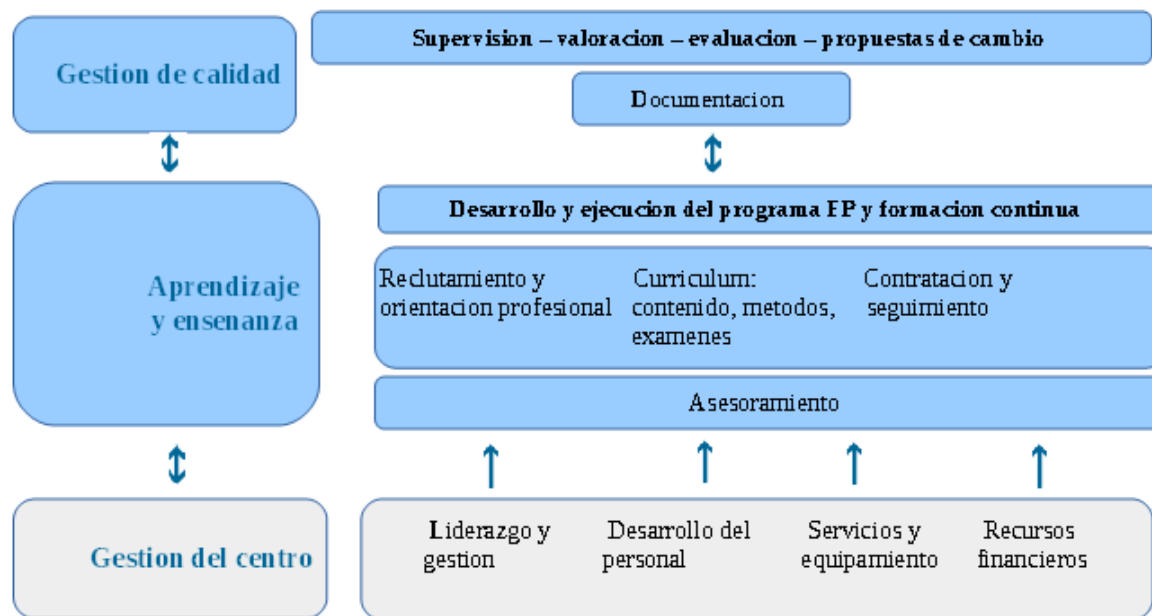 Supervision – valoracion – evaluacion – propuestas de cambio
Gestion de calidad
Documentacion
Desarrollo y ejecucion del programa FP y formacion continua
Aprendizaje
y ensenanza
Reclutamiento y
orientacion profesional
Curriculum:
contenido, metodos,
examenes
Contratacion y
seguimiento
Asesoramiento
Gestion del centro
Liderazgo y
gestion
Desarrollo del
personal
Servicios y
equipamiento
Recursos
financieros